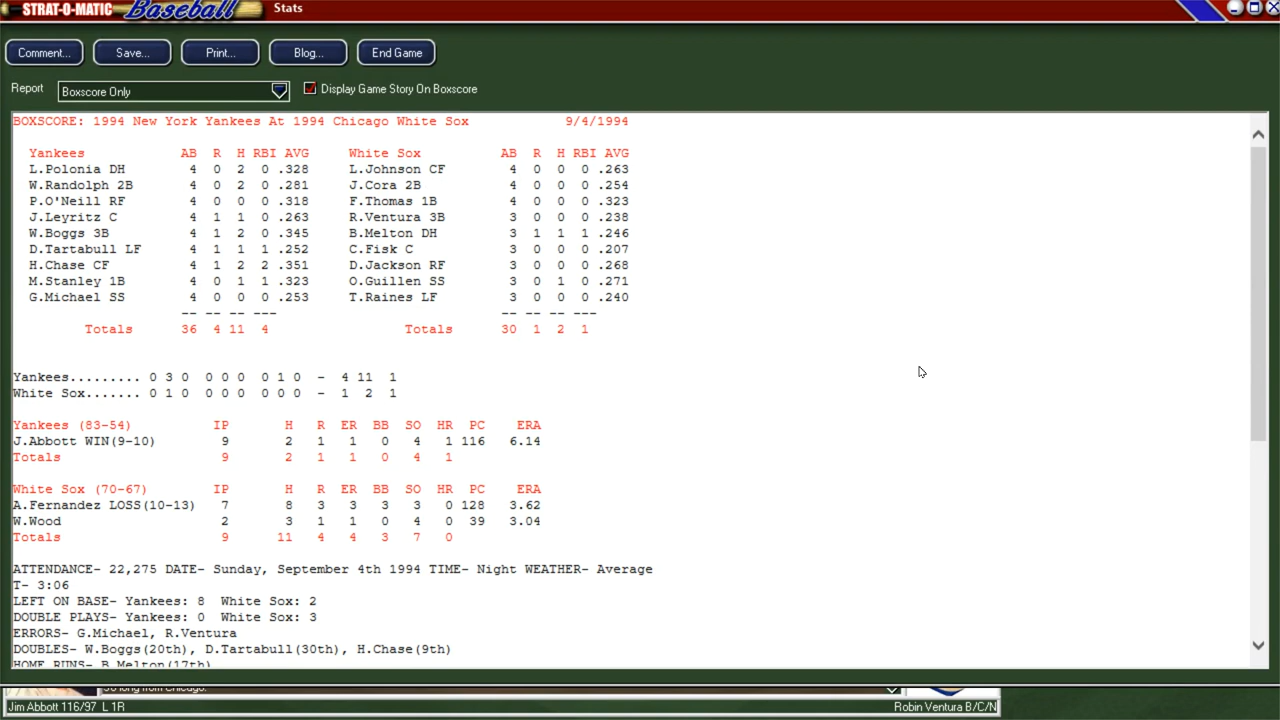 STRAT-O-MATIC Baseball Stats
Comment... Save... Print... Blog... End Game
Report Boxscore Only Display Game Story On Boxscore
BOXSCORE: 1994 New York Yankees At 1994 Chicago White Sox 9/4/1994
Yankees AB R H RBI AVG White Sox AB R H RBI AVG
L.Polonia DH 4 0 2 0 .328 L.Johnson CF 4 0 0 0 .263
W.Randolph 2B 4 0 2 0 .281 J.Cora 2B 4 0 0 0 .254
P.O'Neill RF 4 0 0 0 .318 F.Thomas 1B 4 0 0 0 .323
J.Leyritz C 4 1 1 0 .263 R.Ventura 3B 3 0 0 0 .238
W.Boggs 3B 4 1 2 0 .345 B.Melton DH 3 1 1 1 .246
D.Tartabull LF 4 1 1 1 .252 C.Fisk C 3 0 0 0 .207
H.Chase CF 4 1 2 2 .351 D.Jackson RF 3 0 0 0 .268
M.Stanley 1B 4 0 1 1 .323 O.Guillen SS 3 0 1 0 .271
G.Michael SS 4 0 0 0 .253 T.Raines LF 3 0 0 0 .240
-- -- -- --- -- -- -- ---
Totals 36 4 11 4 Totals 30 1 2 1
Yankees......... 0 3 0 0 0 0 0 1 0 - 4 11 1
White Sox....... 0 1 0 0 0 0 0 0 0 - 1 2 1
Yankees (83-54) IP H R ER BB SO HR PC ERA
J.Abbott WIN(9-10) 9 2 1 1 0 4 1 116 6.14
Totals 9 2 1 1 0 4 1
White Sox (70-67) IP H R ER BB SO HR PC ERA
A.Fernandez LOSS(10-13) 7 8 3 3 3 3 0 128 3.62
W.Wood 2 3 1 1 0 4 0 39 3.04
Totals 9 11 4 4 3 7 0
ATTENDANCE- 22,275 DATE- Sunday, September 4th 1994 TIME- Night WEATHER- Average
T- 3:06
LEFT ON BASE- Yankees: 8 White Sox: 2
DOUBLE PLAYS- Yankees: 0 White Sox: 3
ERRORS- G.Michael, R.Ventura
DOUBLES- W.Boggs(20th), D.Tartabull(30th), H.Chase(9th)
HOME RUNS- B.Melton(17th)
so long from Chicago.
Jim Abbott 116/97 L 1R Robin Ventura B/C/N